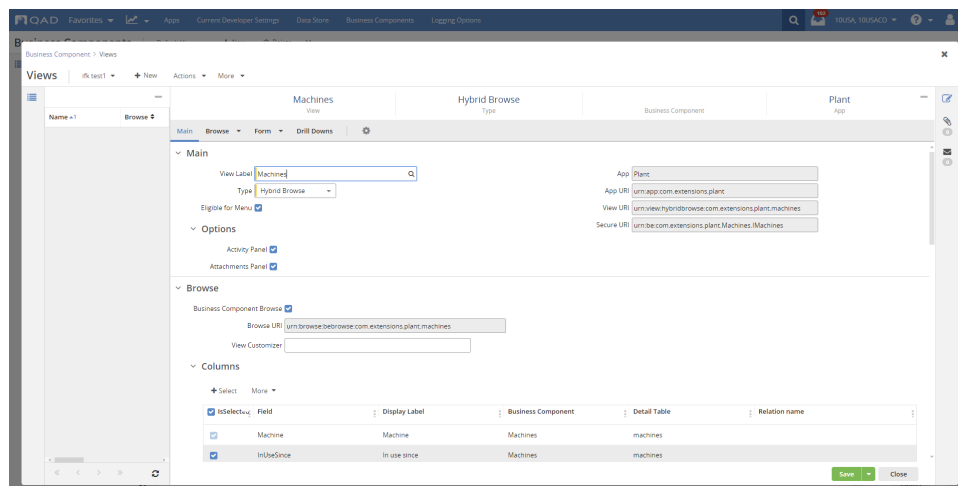 QAD Favorites Apps Current Developer Settings Data Store Business Components Logging Options 10USA, 10USACO
Business Component > Views
Views New Actions More
Machines Hybrid Browse Plant
View Type Business Component App
Name 1 Browse
Main Browse Form Drill Downs
0
0
Main
View Label Machines App Plant
Type Hybrid Browse App URI urn:app:com.extensions.plant
Eligible for Menu View URI urn:view:hybridbrowse:com.extensions.plant.machines
Secure URI urn:be:com.extensions.plant.Machines.IMachines
Options
Activity Panel
Attachments Panel
Browse
Business Component Browse
Browse URI urn:browse:bebrowse:com.extensions.plant.machines
View Customizer
Columns
Select More
Field Display Label Business Component Detail Table Relation name
Machine Machine Machines machines
InUseSince In use since Machines machines
Save Close